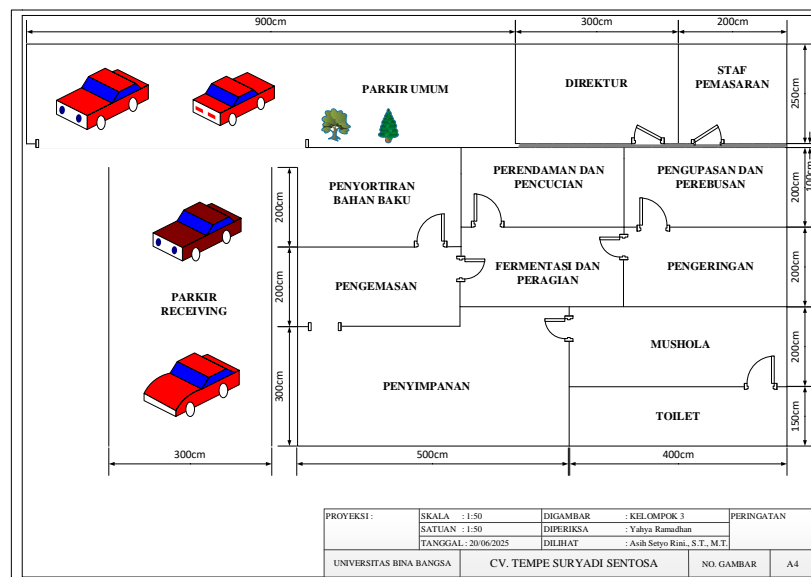 900cm
300cm
200cm
PARKIR UMUM
DIREKTUR
STAF
PEMASARAN
250cm
PENYORTIRAN
BAHAN BAKU
PERENDAMAN DAN
PENCUCIAN
PENGUPASAN DAN
PEREBUSAN
200cm
200cm
100cm
PENGEMASAN
FERMENTASI DAN
PERAGIAN
PENGERINGAN
200cm
200cm
PARKIR
RECEIVING
PENYIMPANAN
MUSHOLA
TOILET
300cm
200cm
150cm
300cm
500cm
400cm
PROYEKSI :
SKALA : 1:50
DIGAMBAR : KELOMPOK 3
PERINGATAN
SATUAN : 1:50
DIPERIKSA : Yahya Ramadhan
TANGGAL : 20/06/2025
DILIHAT : Asih Setyo Rini., S.T., M.T.
UNIVERSITAS BINA BANGSA
CV. TEMPE SURYADI SENTOSA
NO. GAMBAR
A4